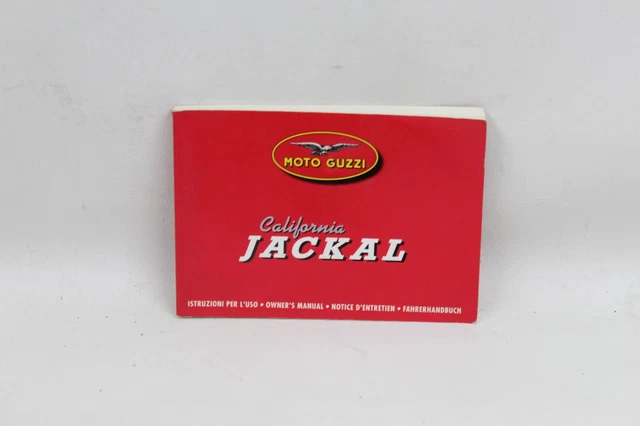 MOTO GUZZI
California
JACKAL
ISTRUZIONI PER L'USO • OWNER'S MANUAL • NOTICE D'ENTRETIEN • FAHRERHANDBUCH